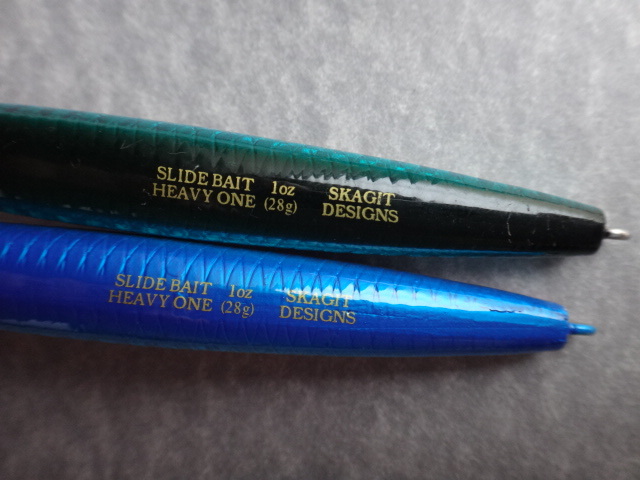 SLIDE BAIT 1oz SKAGIT
HEAVY ONE (28g) DESIGNS
SLIDE BAIT 1oz SKAGIT
HEAVY ONE (28g) DESIGNS